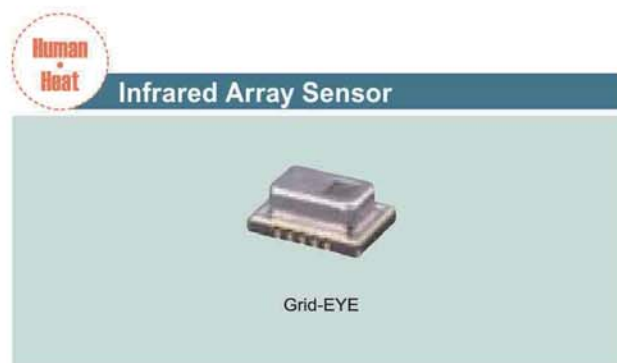 Human
•
Heat
Infrared Array Sensor
Grid-EYE